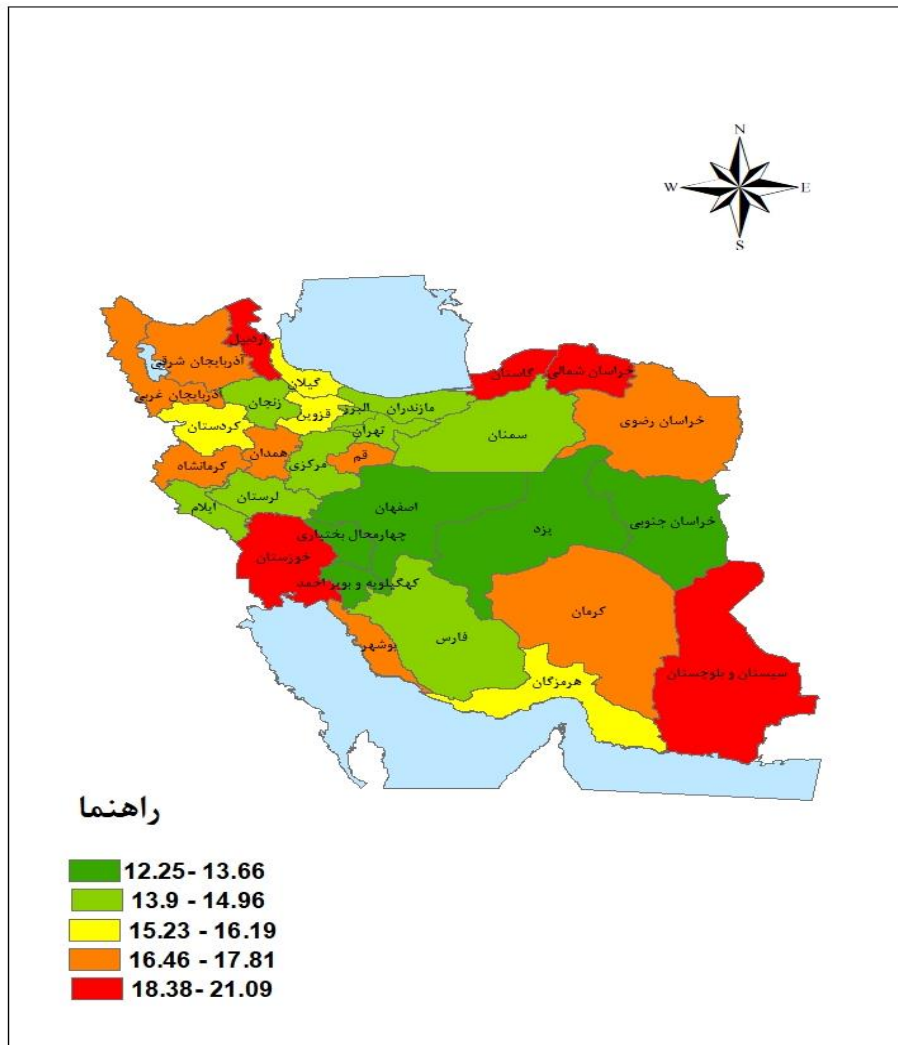 N
W E
S
اردبیل
آذربایجان شرقی
گیلان
گلستان
خراسان شمالی
آذربایجان غربی
زنجان
قزوین
البرز
مازندران
خراسان رضوی
کردستان
تهران
سمنان
همدان
قم
کرمانشاه
مرکزی
لرستان
ایلام
اصفهان
خراسان جنوبی
چهارمحال بختیاری
یزد
خوزستان
کهگیلویه و بویر احمد
کرمان
فارس
بوشهر
سیستان و بلوچستان
هرمزگان
راهنما
12.25 - 13.66
13.9 - 14.96
15.23 - 16.19
16.46 - 17.81
18.38 - 21.09